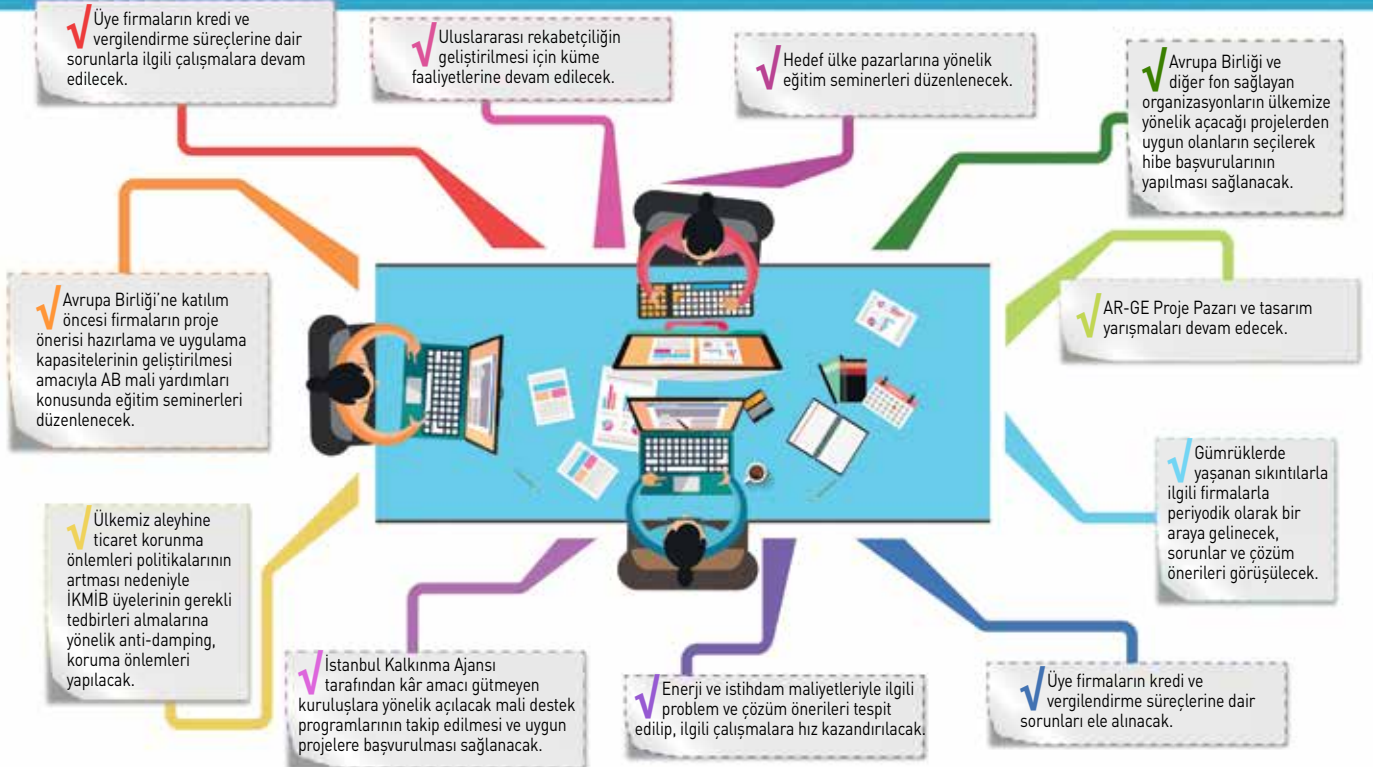 √ Üye firmaların kredi ve
vergilendirme süreçlerine dair
sorunlarla ilgili çalışmalara devam
edilecek.
√ Uluslararası rekabetçiliğin
geliştirilmesi için küme
faaliyetlerine devam edilecek.
√ Hedef ülke pazarlarına yönelik
eğitim seminerleri düzenlenecek.
√ Avrupa Birliği ve
diğer fon sağlayan
organizasyonların ülkemize
yönelik açacağı projelerden
uygun olanların seçilerek
hibe başvurularının
yapılması sağlanacak.
√ Avrupa Birliği’ne katılım
öncesi firmaların proje
önerisi hazırlama ve uygulama
kapasitelerinin geliştirilmesi
amacıyla AB mali yardımları
konusunda eğitim seminerleri
düzenlenecek.
√ AR-GE Proje Pazarı ve tasarım
yarışmaları devam edecek.
√ Gümrüklerde
yaşanan sıkıntılarla
ilgili firmalarla
periyodik olarak bir
araya gelinecek,
sorunlar ve çözüm
önerileri görüşülecek.
√ Ülkemiz aleyhine
ticaret korunma
önlemleri politikalarının
artması nedeniyle
İKMİB üyelerinin gerekli
tedbirleri almalarına
yönelik anti-damping,
koruma önlemleri
yapılacak.
√ İstanbul Kalkınma Ajansı
tarafından kâr amacı gütmeyen
kuruluşlara yönelik açılacak mali destek
programlarının takip edilmesi ve uygun
projelere başvurulması sağlanacak.
√ Enerji ve istihdam maliyetleriyle ilgili
problem ve çözüm önerileri tespit
edilip, ilgili çalışmalara hız kazandırılacak.
√ Üye firmaların kredi ve
vergilendirme süreçlerine dair
sorunları ele alınacak.